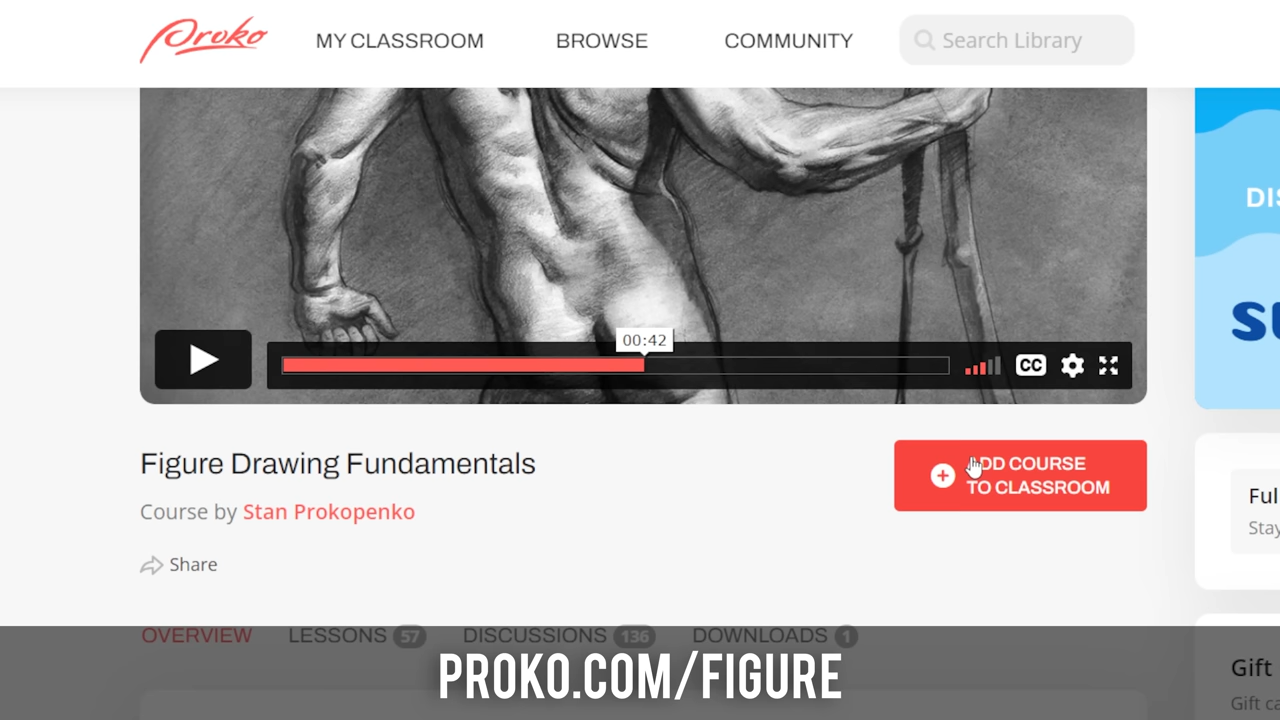 Proko
MY CLASSROOM
BROWSE
COMMUNITY
Search Library
00:42
CC
Figure Drawing Fundamentals
ADD COURSE
TO CLASSROOM
Course by Stan Prokopenko
Share
OVERVIEW
LESSONS 57
DISCUSSIONS 136
DOWNLOADS 1
Gift
PROKO.COM/FIGURE